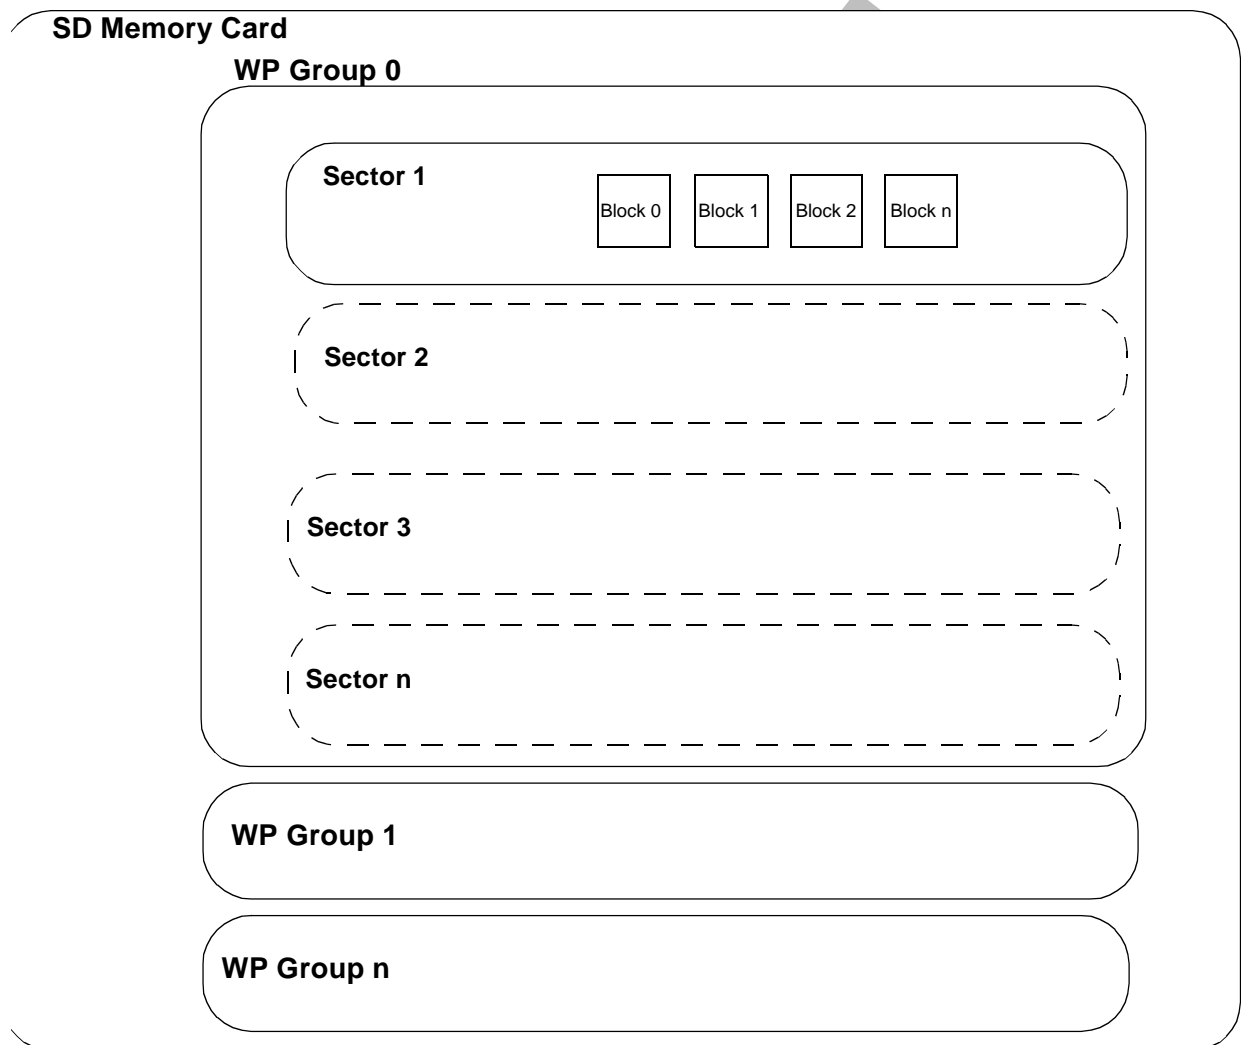 SD Memory Card
WP Group 0
Sector 1
Block 0 Block 1 Block 2 Block n
Sector 2
Sector 3
Sector n
WP Group 1
WP Group n